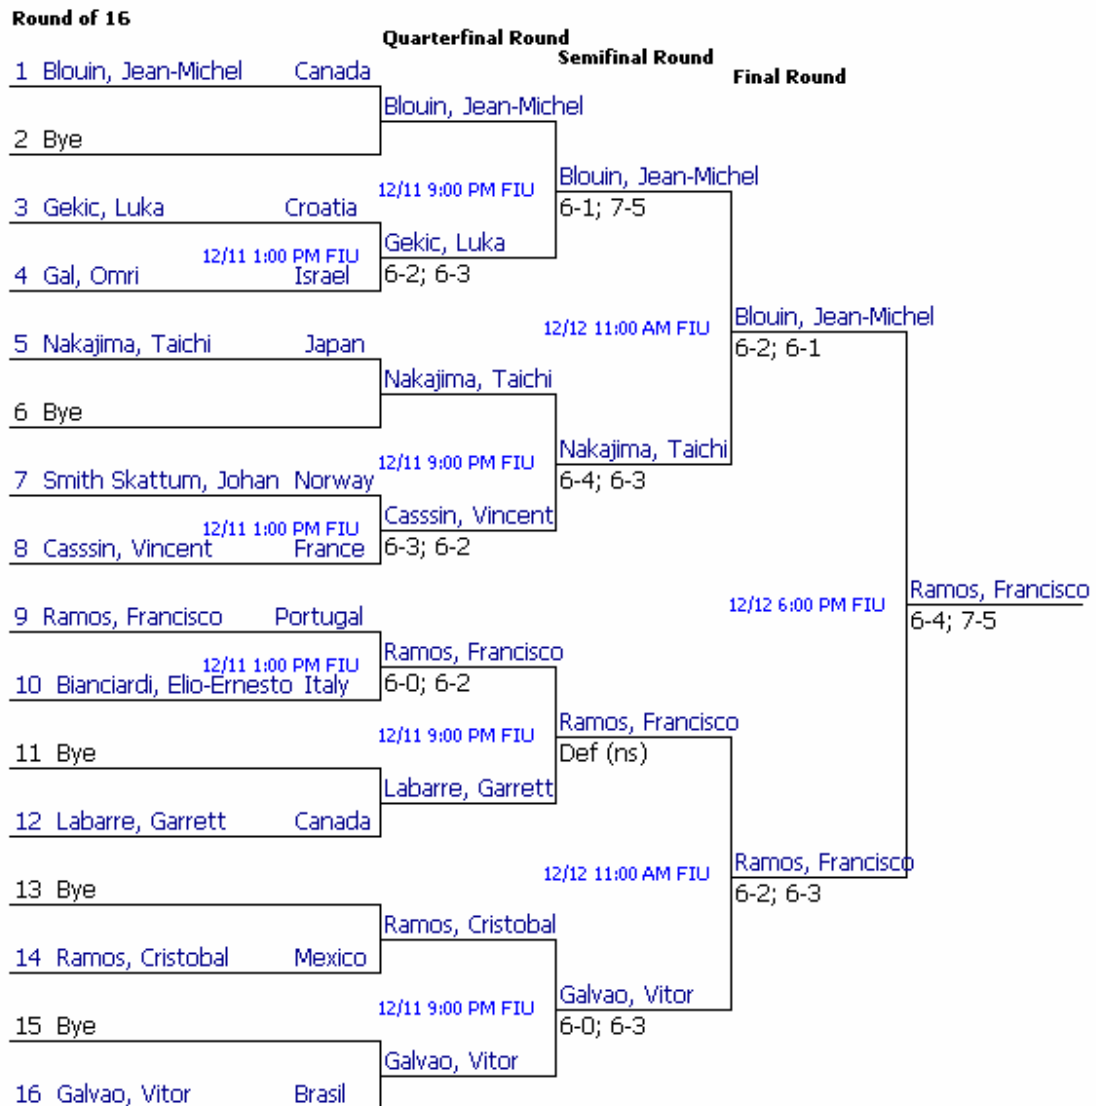 Round of 16
Quarterfinal Round
Semifinal Round
Final Round
1 Blouin, Jean-Michel Canada
Blouin, Jean-Michel
2 Bye
12/11 9:00 PM FIU
Blouin, Jean-Michel
3 Gekic, Luka Croatia
6-1; 7-5
12/11 1:00 PM FIU
Gekic, Luka
4 Gal, Omri Israel
6-2; 6-3
12/12 11:00 AM FIU
Blouin, Jean-Michel
5 Nakajima, Taichi Japan
6-2; 6-1
Nakajima, Taichi
6 Bye
12/11 9:00 PM FIU
Nakajima, Taichi
7 Smith Skattum, Johan Norway
6-4; 6-3
12/11 1:00 PM FIU
Casssin, Vincent
8 Casssin, Vincent France
6-3; 6-2
12/12 6:00 PM FIU
Ramos, Francisco
9 Ramos, Francisco Portugal
6-4; 7-5
12/11 1:00 PM FIU
Ramos, Francisco
10 Bianciardi, Elio-Ernesto Italy
6-0; 6-2
12/11 9:00 PM FIU
Ramos, Francisco
11 Bye
Def (ns)
Labarre, Garrett
12 Labarre, Garrett Canada
12/12 11:00 AM FIU
Ramos, Francisco
13 Bye
6-2; 6-3
Ramos, Cristobal
14 Ramos, Cristobal Mexico
12/11 9:00 PM FIU
Galvao, Vitor
15 Bye
6-0; 6-3
Galvao, Vitor
16 Galvao, Vitor Brasil